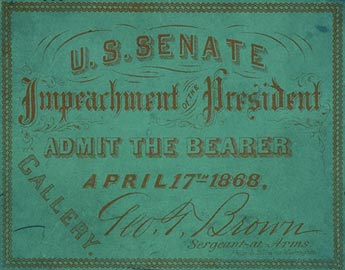 U.S. SENATE
Impeachment OF THE President
ADMIT THE BEARER
GALLERY.
APRIL 17TH 1868.
Geo. T. Brown
Sergeant-at-Arms.